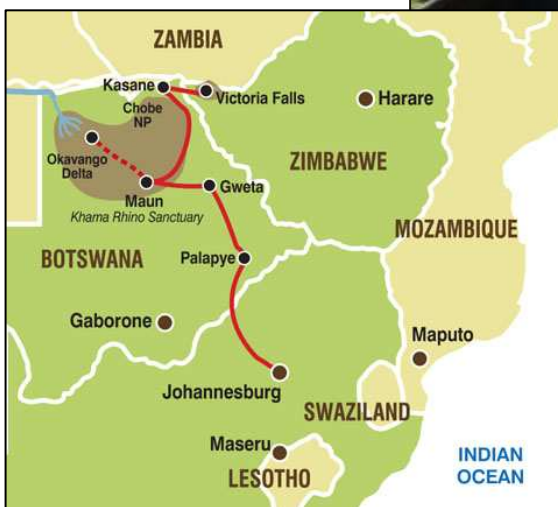 ZAMBIA
Kasane
Chobe
NP
Victoria Falls
Harare
Okavango
Delta
ZIMBABWE
Gweta
Maun
Khama Rhino Sanctuary
MOZAMBIQUE
BOTSWANA
Palapye
Gaborone
Maputo
Johannesburg
SWAZILAND
Maseru
LESOTHO
INDIAN
OCEAN